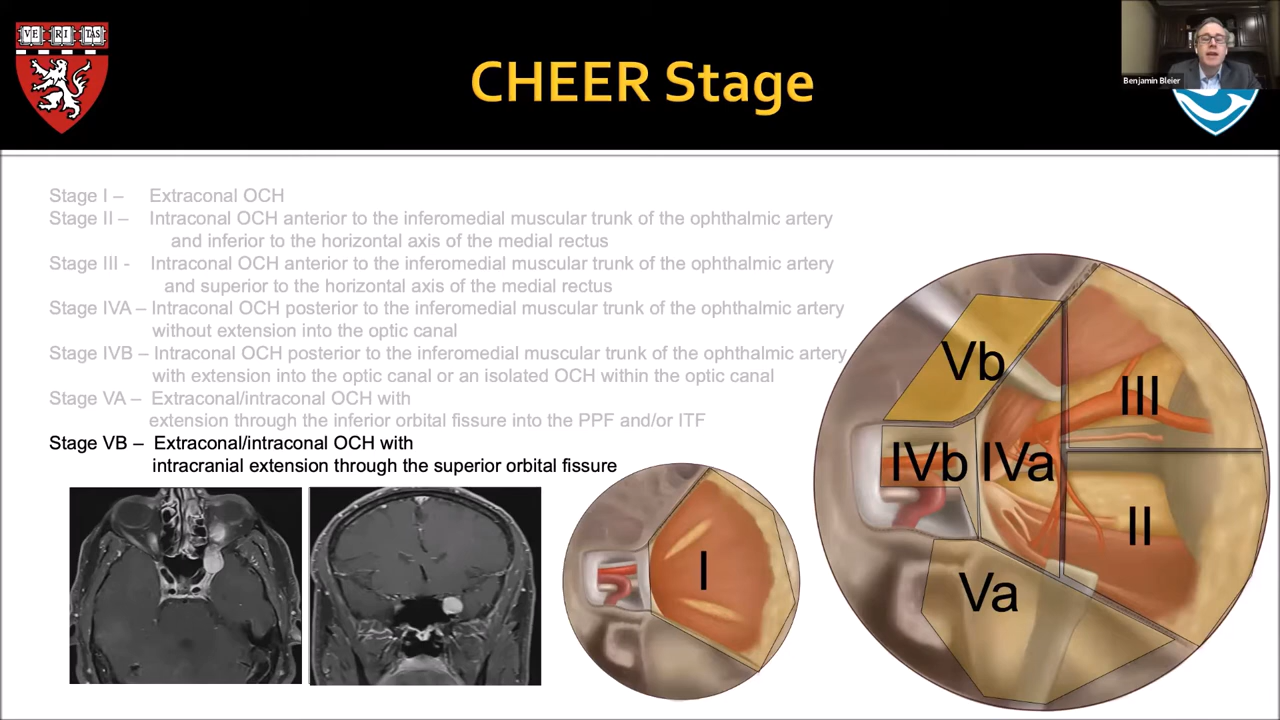 VE RI TAS
CHEER Stage
Benjamin Bleier
Stage I – Extraconal OCH
Stage II – Intraconal OCH anterior to the inferomedial muscular trunk of the ophthalmic artery
and inferior to the horizontal axis of the medial rectus
Stage III - Intraconal OCH anterior to the inferomedial muscular trunk of the ophthalmic artery
and superior to the horizontal axis of the medial rectus
Stage IVA – Intraconal OCH posterior to the inferomedial muscular trunk of the ophthalmic artery
without extension into the optic canal
Stage IVB – Intraconal OCH posterior to the inferomedial muscular trunk of the ophthalmic artery
with extension into the optic canal or an isolated OCH within the optic canal
Stage VA – Extraconal/intraconal OCH with
extension through the inferior orbital fissure into the PPF and/or ITF
Stage VB – Extraconal/intraconal OCH with
intracranial extension through the superior orbital fissure
I
Vb
III
IVb IVa
II
Va